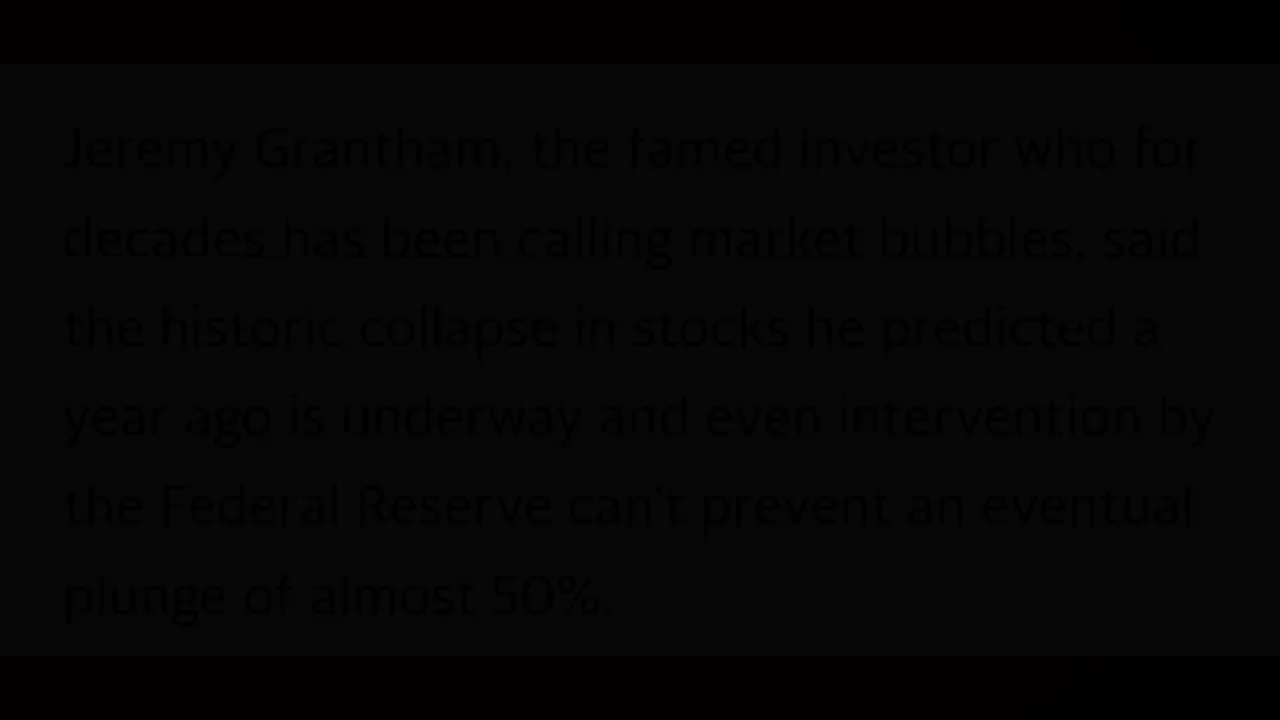 Jeremy Grantham, the famed investor who for
decades has been calling market bubbles, said
the historic collapse in stocks he predicted a
year ago is underway and even intervention by
the Federal Reserve can't prevent an eventual
plunge of almost 50%.